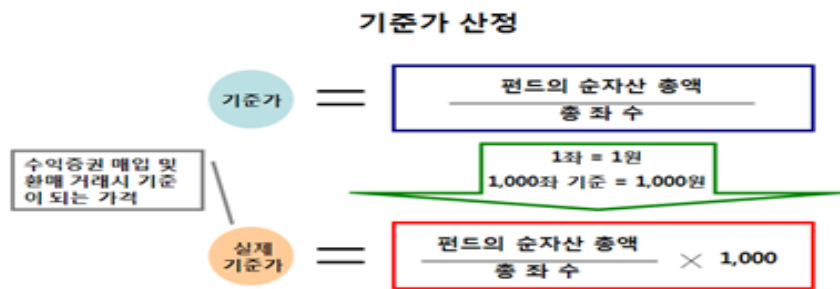 기준가 산정
기준가
=
펀드의 순자산 총액
총 좌 수
1좌 = 1원
1,000좌 기준 = 1,000원
수익증권 매입 및
환매 거래시 기준
이 되는 가격
실제
기준가
=
펀드의 순자산 총액
총 좌 수
× 1,000